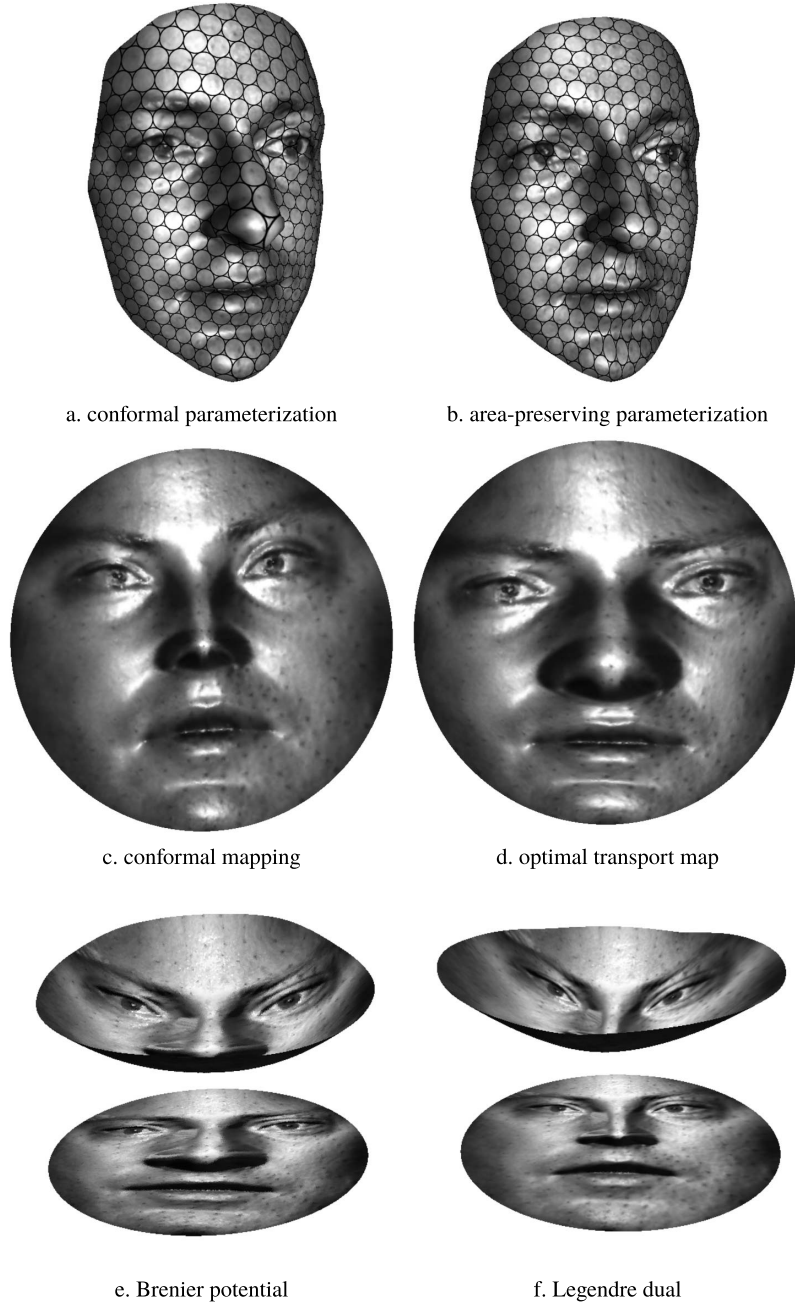 a. conformal parameterization
b. area-preserving parameterization
c. conformal mapping
d. optimal transport map
e. Brenier potential
f. Legendre dual